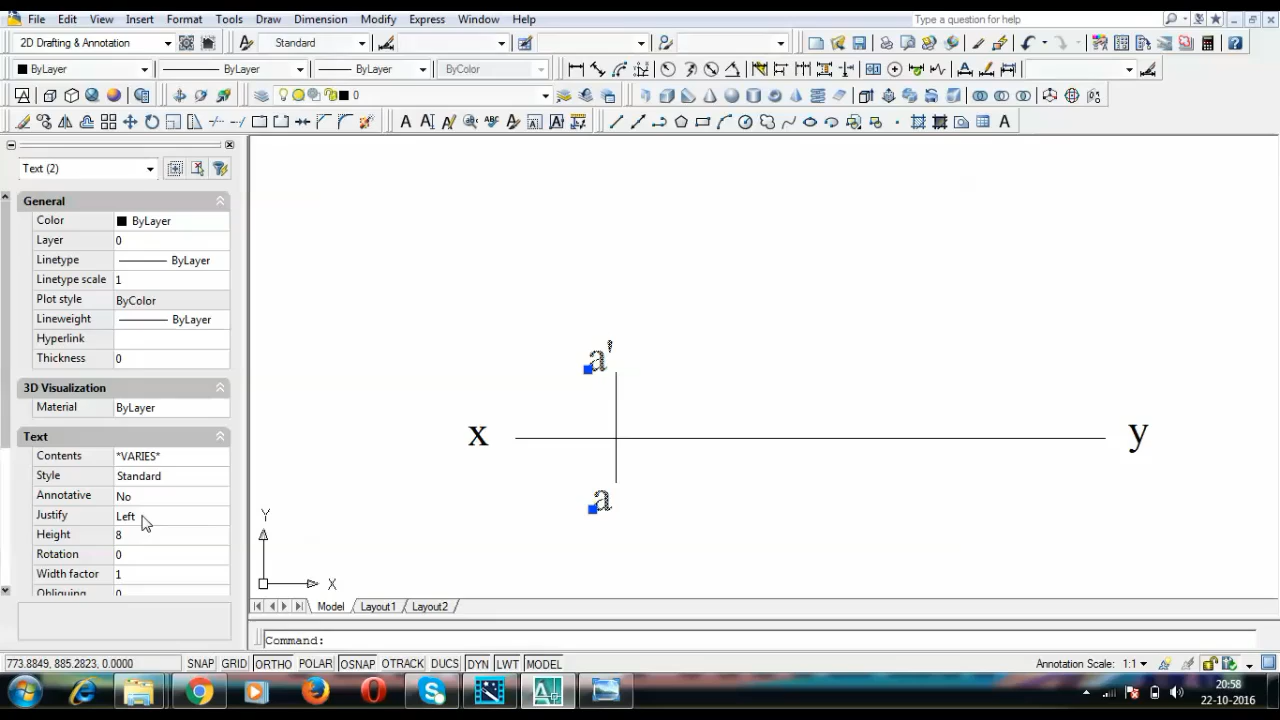 File Edit View Insert Format Tools Draw Dimension Modify Express Window Help Type a question for help
2D Drafting & Annotation Standard
ByLayer ByLayer ByLayer ByColor
0
Text (2)
General
Color ByLayer
Layer 0
Linetype ByLayer
Linetype scale 1
Plot style ByColor
Lineweight ByLayer
Hyperlink
Thickness 0
3D Visualization
Material ByLayer
Text
Contents *VARIES*
Style Standard
Annotative No
Justify Left
Height 8
Rotation 0
Width factor 1
Obliquing 0
a'
x y
a
Y
X
Model Layout1 Layout2
Command:
773.8849, 885.2823, 0.0000 SNAP GRID ORTHO POLAR OSNAP OTRACK DUCS DYN LWT MODEL Annotation Scale: 1:1
20:58
22-10-2016